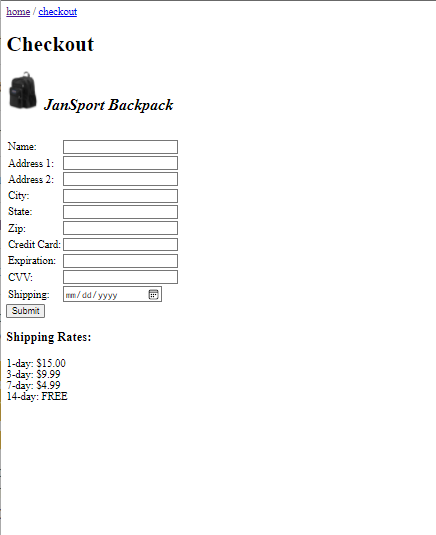 home / checkout
Checkout
JanSport Backpack
Name:
Address 1:
Address 2:
City:
State:
Zip:
Credit Card:
Expiration:
CVV:
Shipping: mm/dd/yyyy
Submit
Shipping Rates:
1-day: $15.00
3-day: $9.99
7-day: $4.99
14-day: FREE